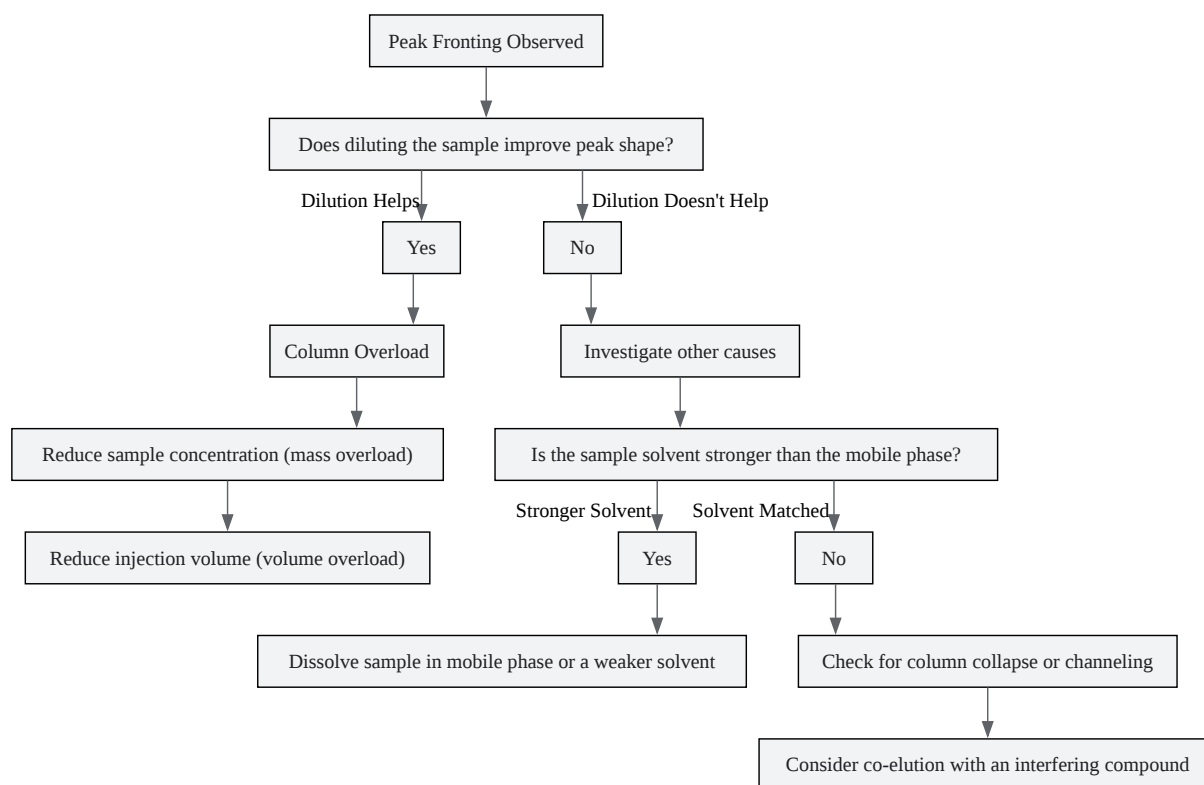 Peak Fronting Observed
Does diluting the sample improve peak shape?
Dilution Helps
Dilution Doesn't Help
Yes
No
Column Overload
Investigate other causes
Reduce sample concentration (mass overload)
Is the sample solvent stronger than the mobile phase?
Stronger Solvent
Solvent Matched
Reduce injection volume (volume overload)
Yes
No
Dissolve sample in mobile phase or a weaker solvent
Check for column collapse or channeling
Consider co-elution with an interfering compound